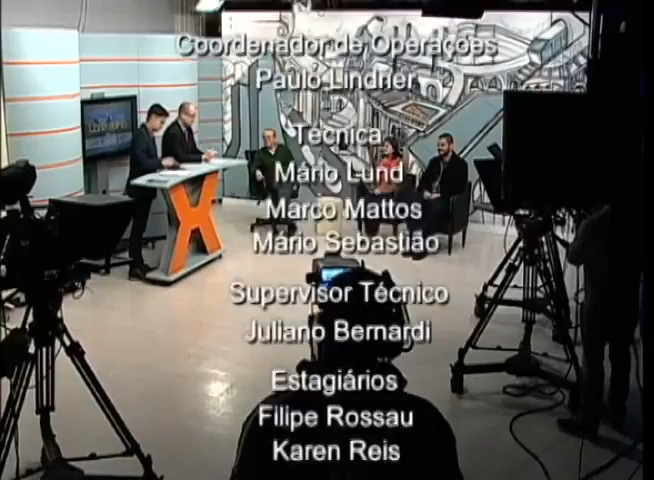 Coordenador de Operações
Paulo Lindner
Técnica
Mário Lund
Marco Mattos
Mário Sebastião
Supervisor Técnico
Juliano Bernardi
Estagiários
Filipe Rossau
Karen Reis